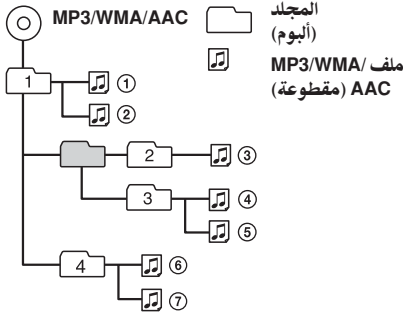 MP3/WMA/AAC
المجلد
(ألبوم)
ملف MP3/WMA/
AAC (مقطوعة)
1
①
②
2
③
3
④
⑤
4
⑥
⑦